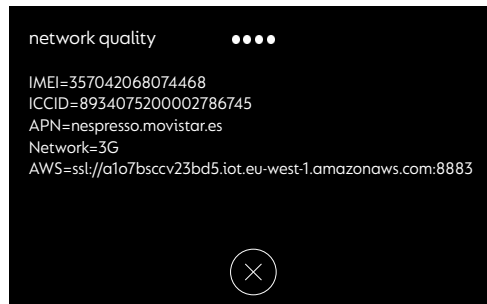 network quality
IMEI=357042068074468
ICCID=8934075200002786745
APN=nespresso.movistar.es
Network=3G
AWS=ssl://a1o7bsccv23bd5.iot.eu-west-1.amazonaws.com:8883